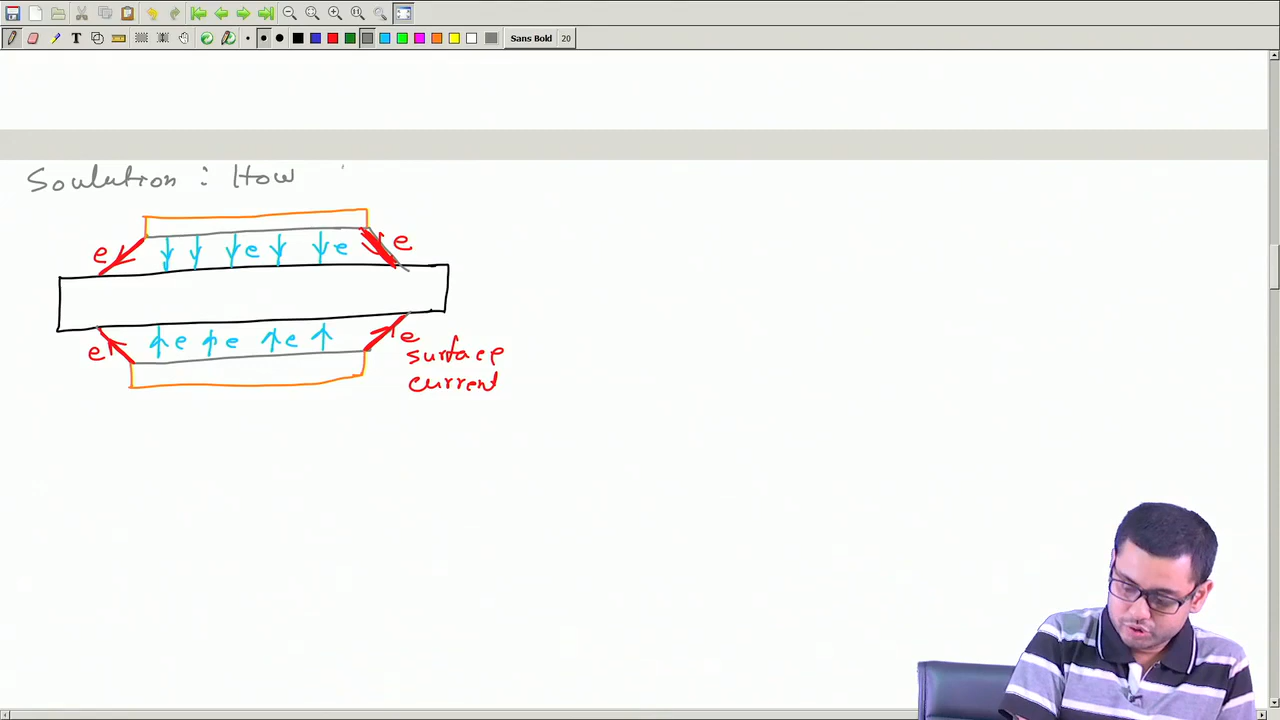 Sans Bold 20
Soulution : How
e e
e e
e e e e e
surface
current